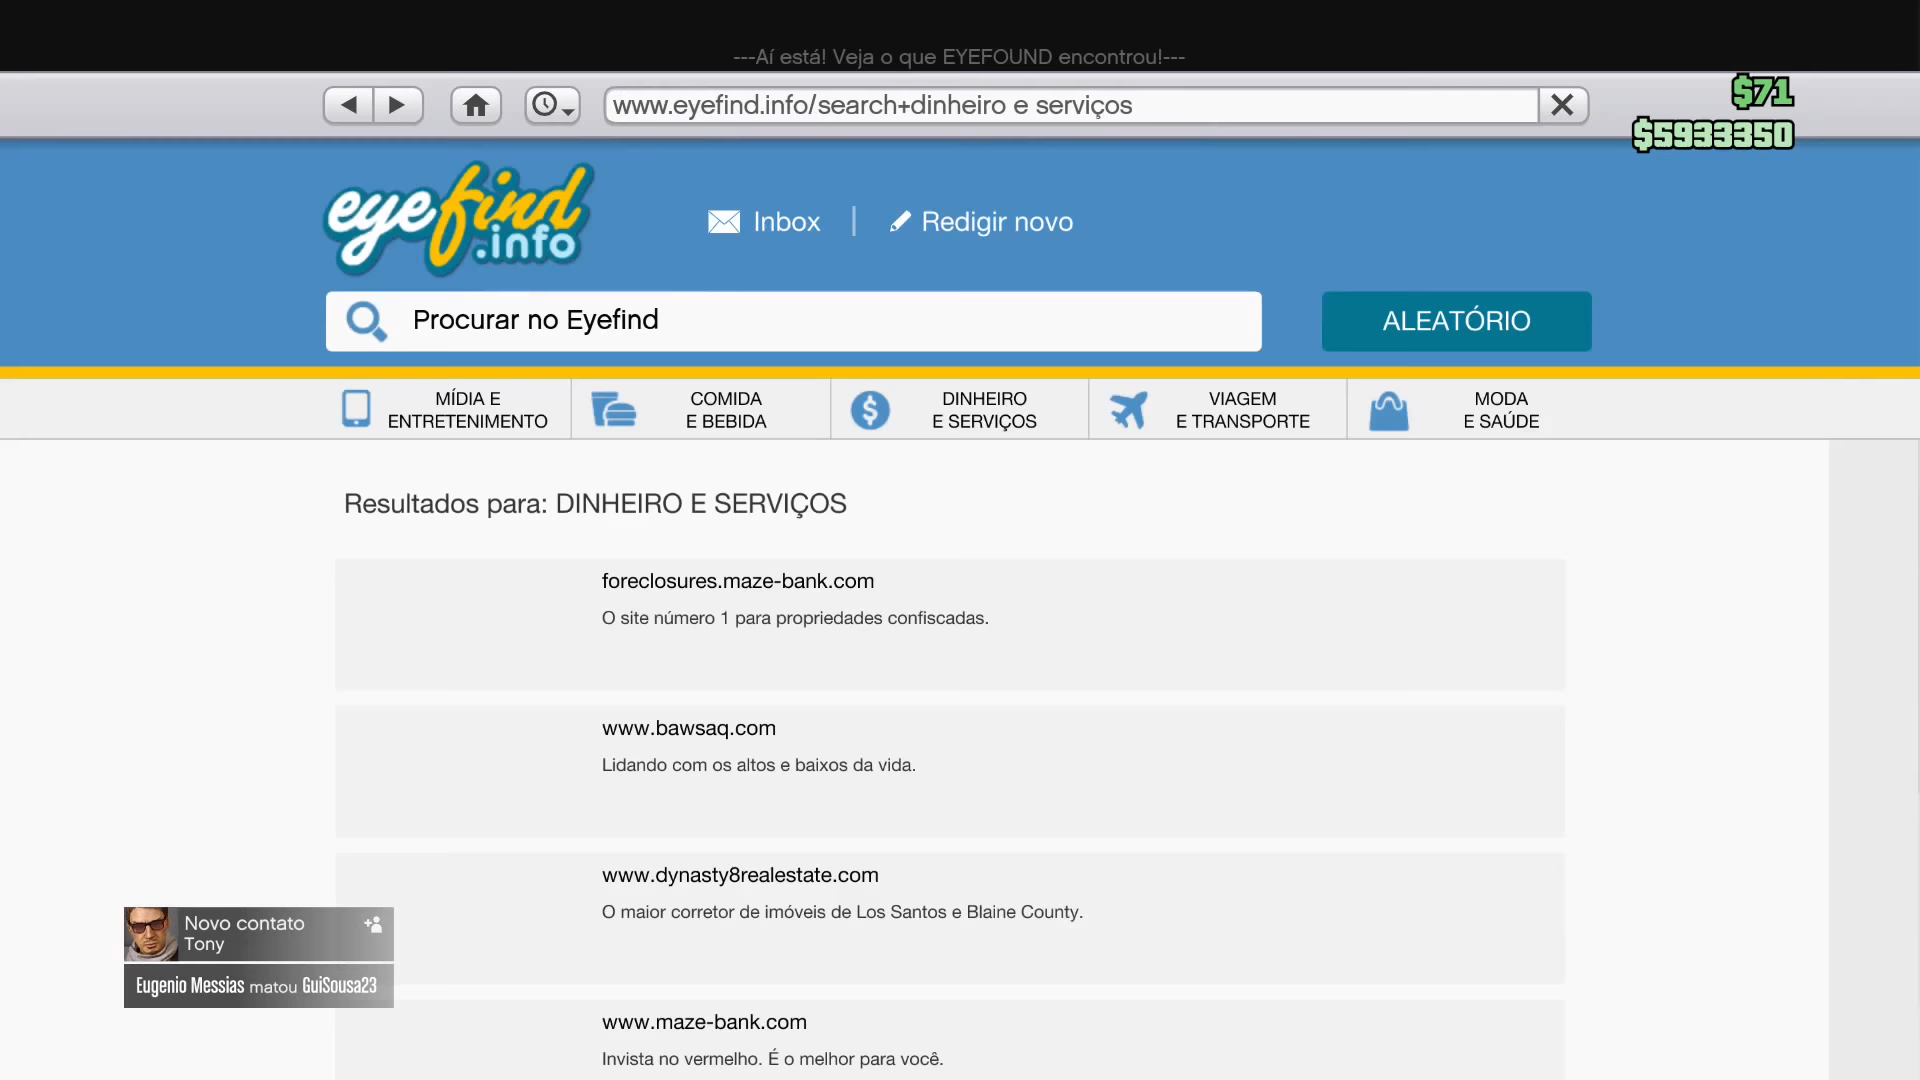 ---Aí está! Veja o que EYEFOUND encontrou!---
www.eyefind.info/search+dinheiro e serviços
$71
$5933350
eyefind
.info
Inbox
Redigir novo
Procurar no Eyefind
ALEATÓRIO
MÍDIA E
ENTRETENIMENTO
COMIDA
E BEBIDA
DINHEIRO
E SERVIÇOS
VIAGEM
E TRANSPORTE
MODA
E SAÚDE
Resultados para: DINHEIRO E SERVIÇOS
foreclosures.maze-bank.com
O site número 1 para propriedades confiscadas.
www.bawsaq.com
Lidando com os altos e baixos da vida.
www.dynasty8realestate.com
O maior corretor de imóveis de Los Santos e Blaine County.
Novo contato
Tony
Eugenio Messias matou GuiSousa23
www.maze-bank.com
Invista no vermelho. É o melhor para você.